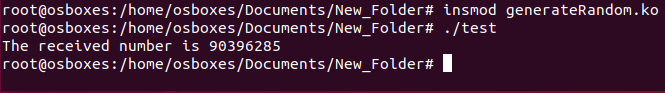 root@osboxes:/home/osboxes/Documents/New_Folder# insmod generateRandom.ko
root@osboxes:/home/osboxes/Documents/New_Folder# ./test
The received number is 90396285
root@osboxes:/home/osboxes/Documents/New_Folder#